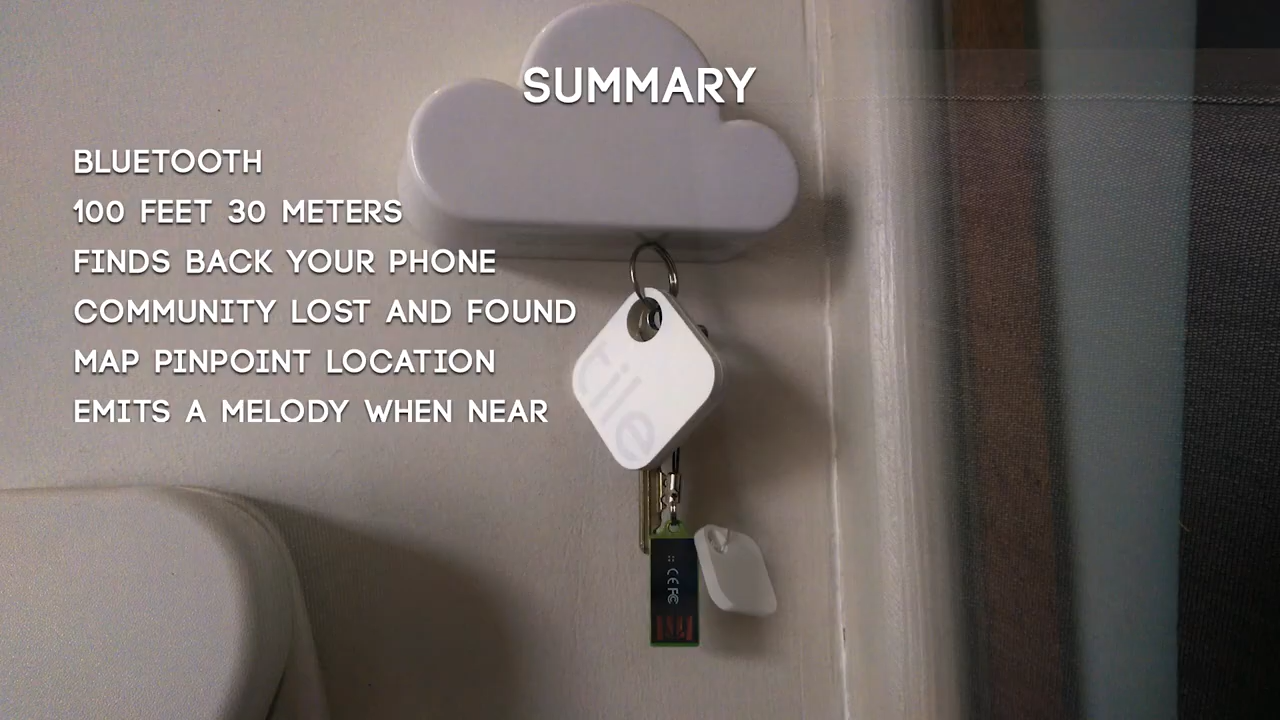 SUMMARY
BLUETOOTH
100 FEET 30 METERS
FINDS BACK YOUR PHONE
COMMUNITY LOST AND FOUND
MAP PINPOINT LOCATION
EMITS A MELODY WHEN NEAR
tile
CE FC